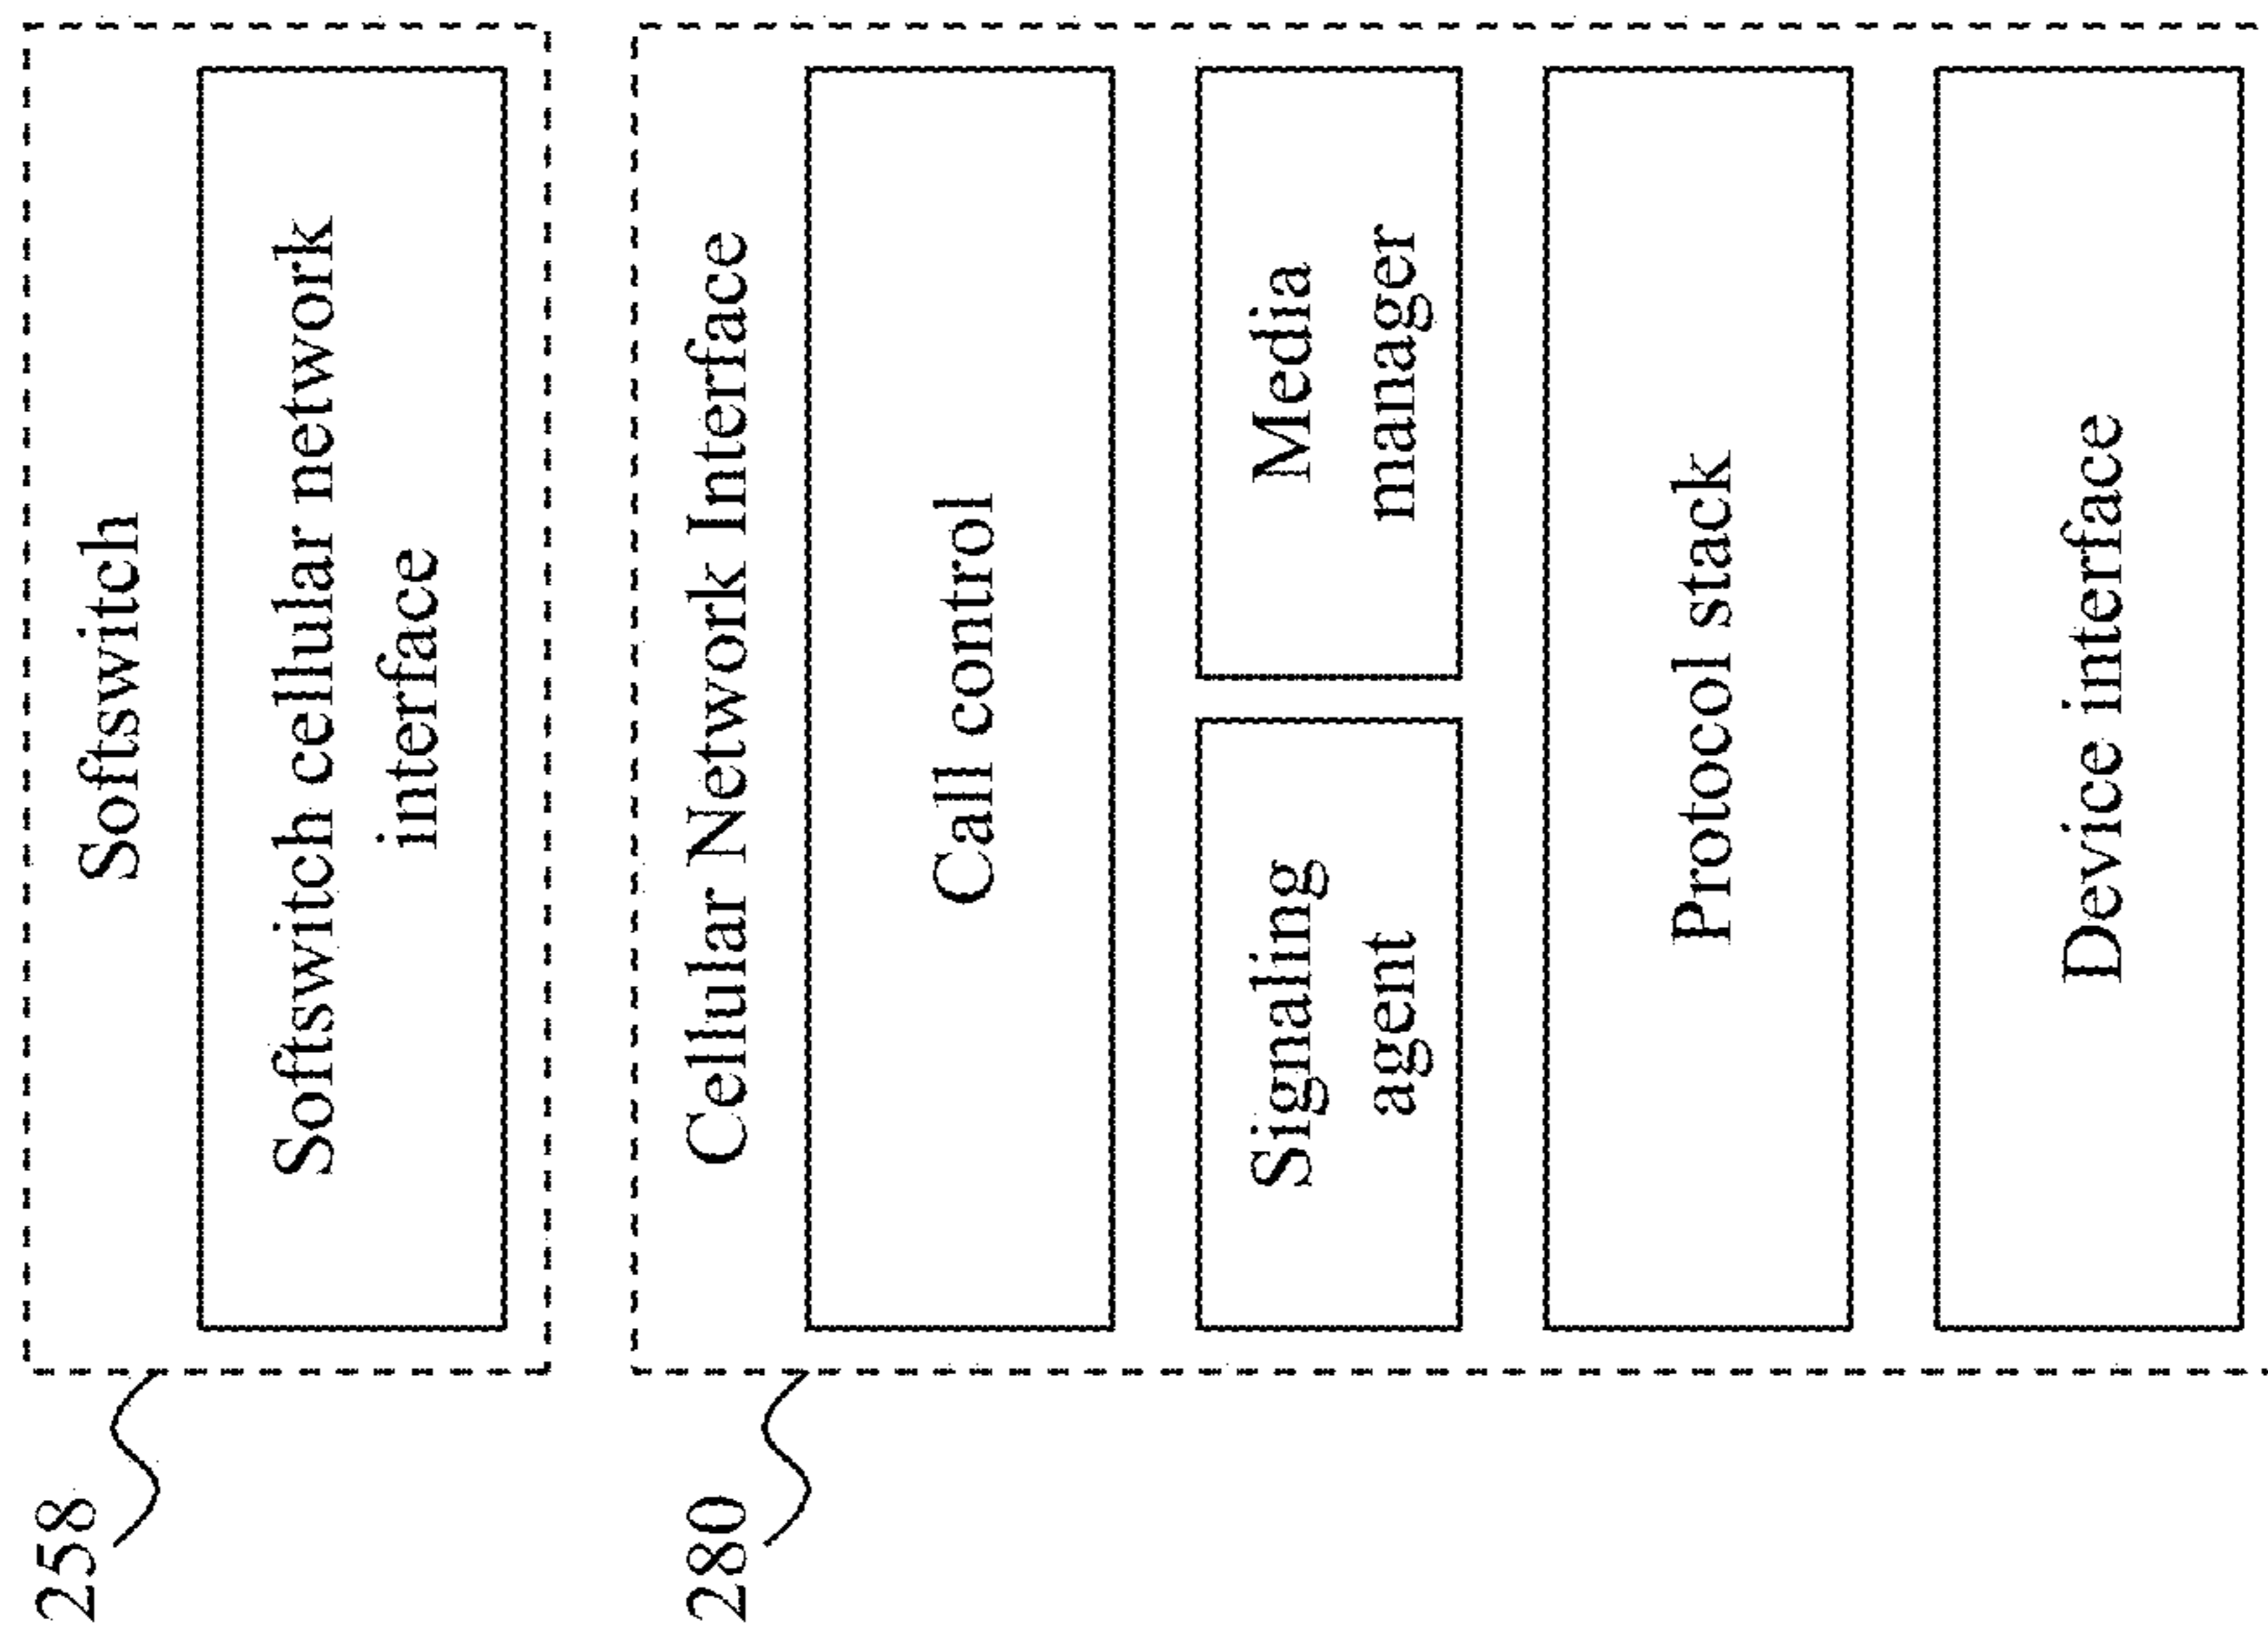 258
Softswitch
Softswitch cellular network
interface
280
Cellular Network Interface
Call control
Signaling
agent
Media
manager
Protocol stack
Device interface